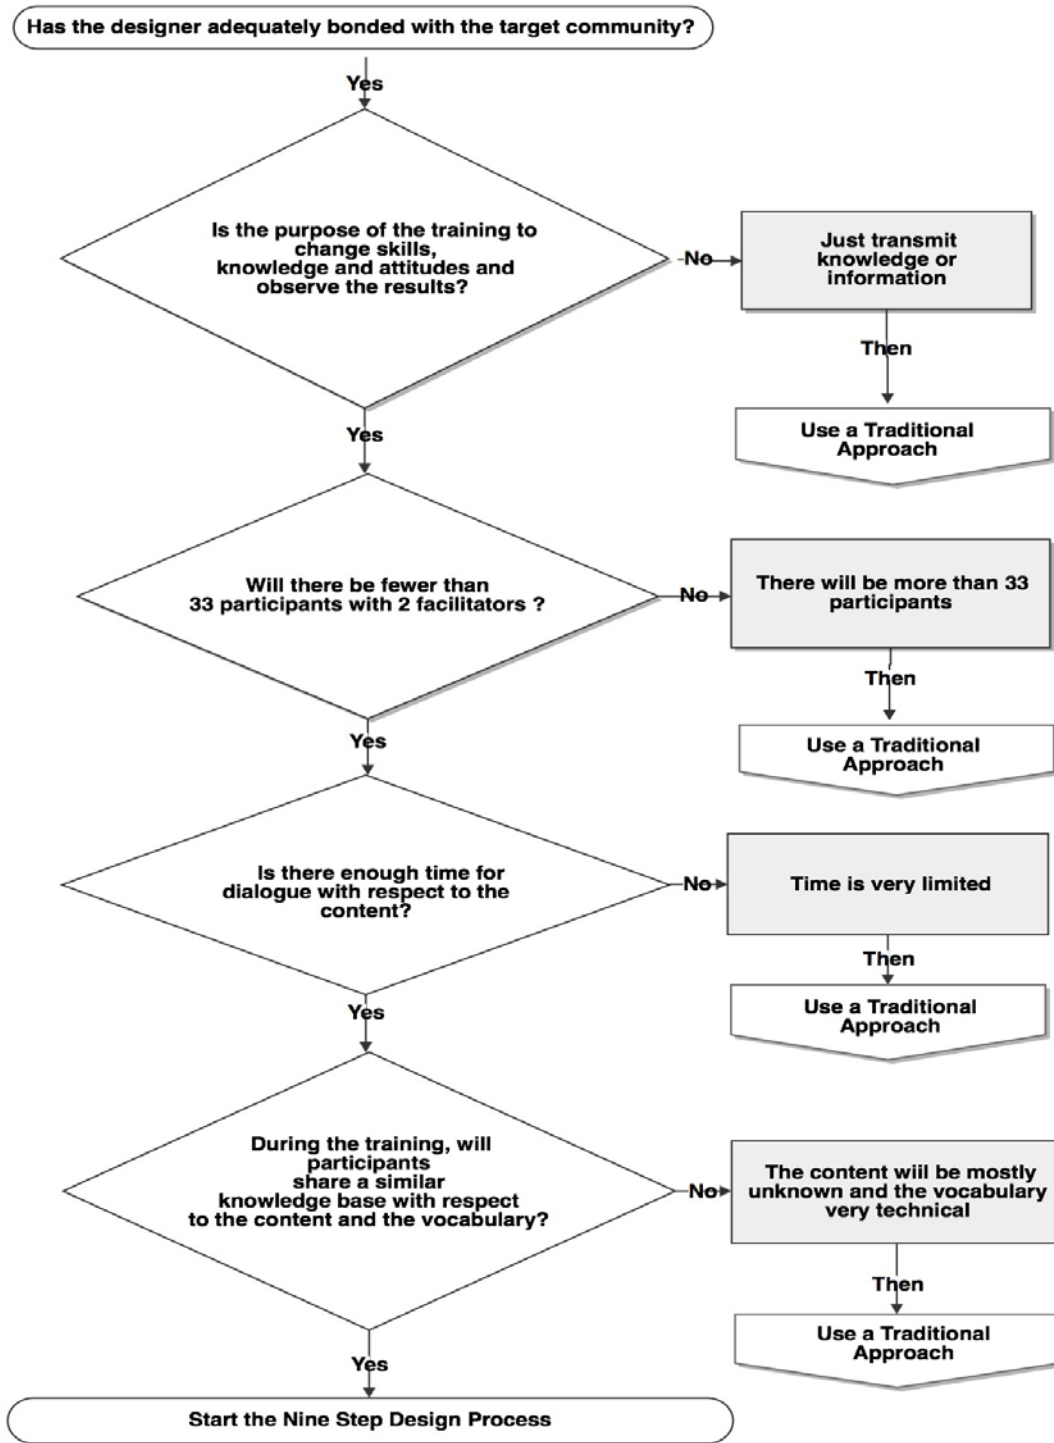 Has the designer adequately bonded with the target community?
Yes
Is the purpose of the training to
change skills,
knowledge and attitudes and
observe the results?
No
Just transmit
knowledge or
information
Then
Use a Traditional
Approach
Yes
Will there be fewer than
33 participants with 2 facilitators ?
No
There will be more than 33
participants
Then
Use a Traditional
Approach
Yes
Is there enough time for
dialogue with respect to the
content?
No
Time is very limited
Then
Use a Traditional
Approach
Yes
During the training, will
participants
share a similar
knowledge base with respect
to the content and the vocabulary?
No
The content wiil be mostly
unknown and the vocabulary
very technical
Then
Use a Traditional
Approach
Yes
Start the Nine Step Design Process